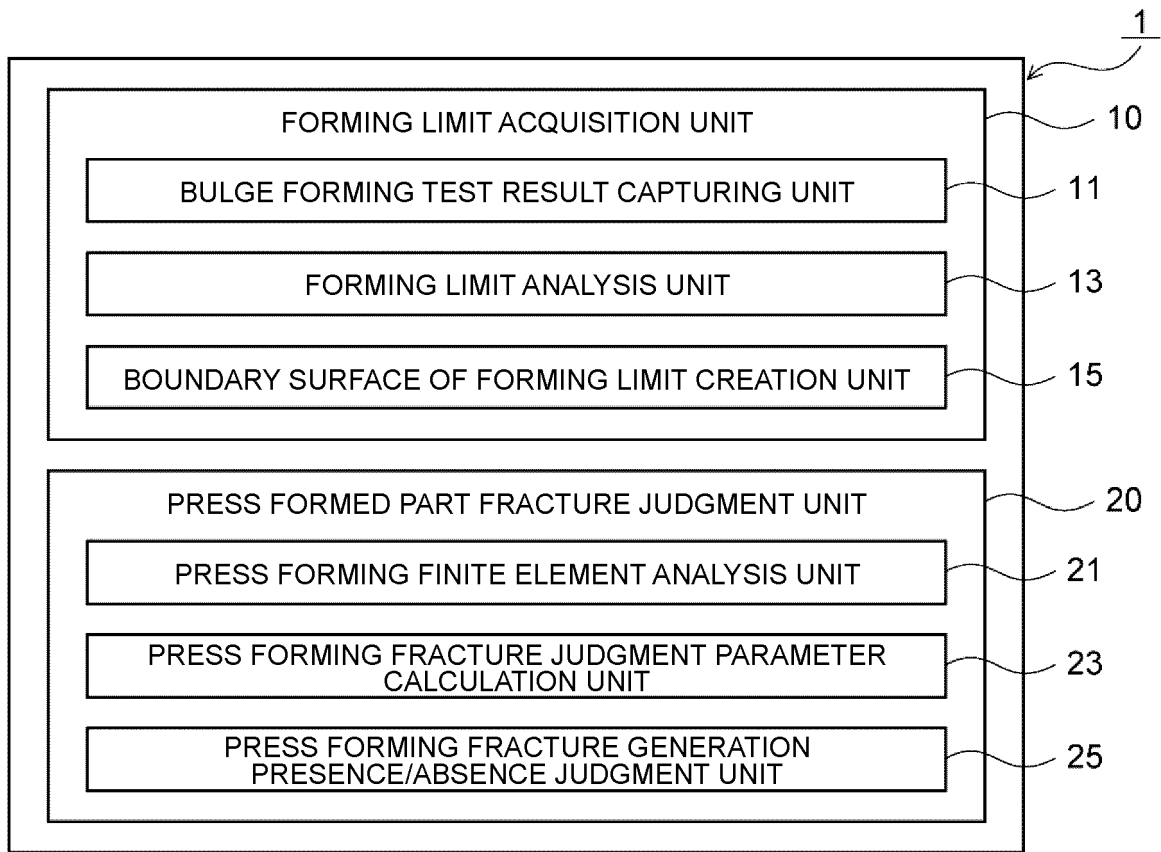 1
FORMING LIMIT ACQUISITION UNIT
10
BULGE FORMING TEST RESULT CAPTURING UNIT
11
FORMING LIMIT ANALYSIS UNIT
13
BOUNDARY SURFACE OF FORMING LIMIT CREATION UNIT
15
PRESS FORMED PART FRACTURE JUDGMENT UNIT
20
PRESS FORMING FINITE ELEMENT ANALYSIS UNIT
21
PRESS FORMING FRACTURE JUDGMENT PARAMETER
CALCULATION UNIT
23
PRESS FORMING FRACTURE GENERATION
PRESENCE/ABSENCE JUDGMENT UNIT
25